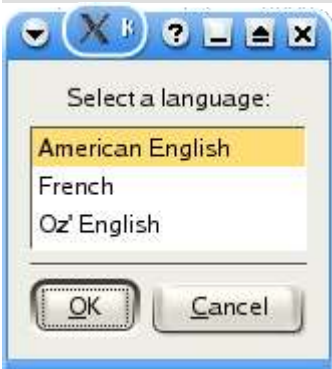 K ?
Select a language:
American English
French
Oz' English
OK Cancel